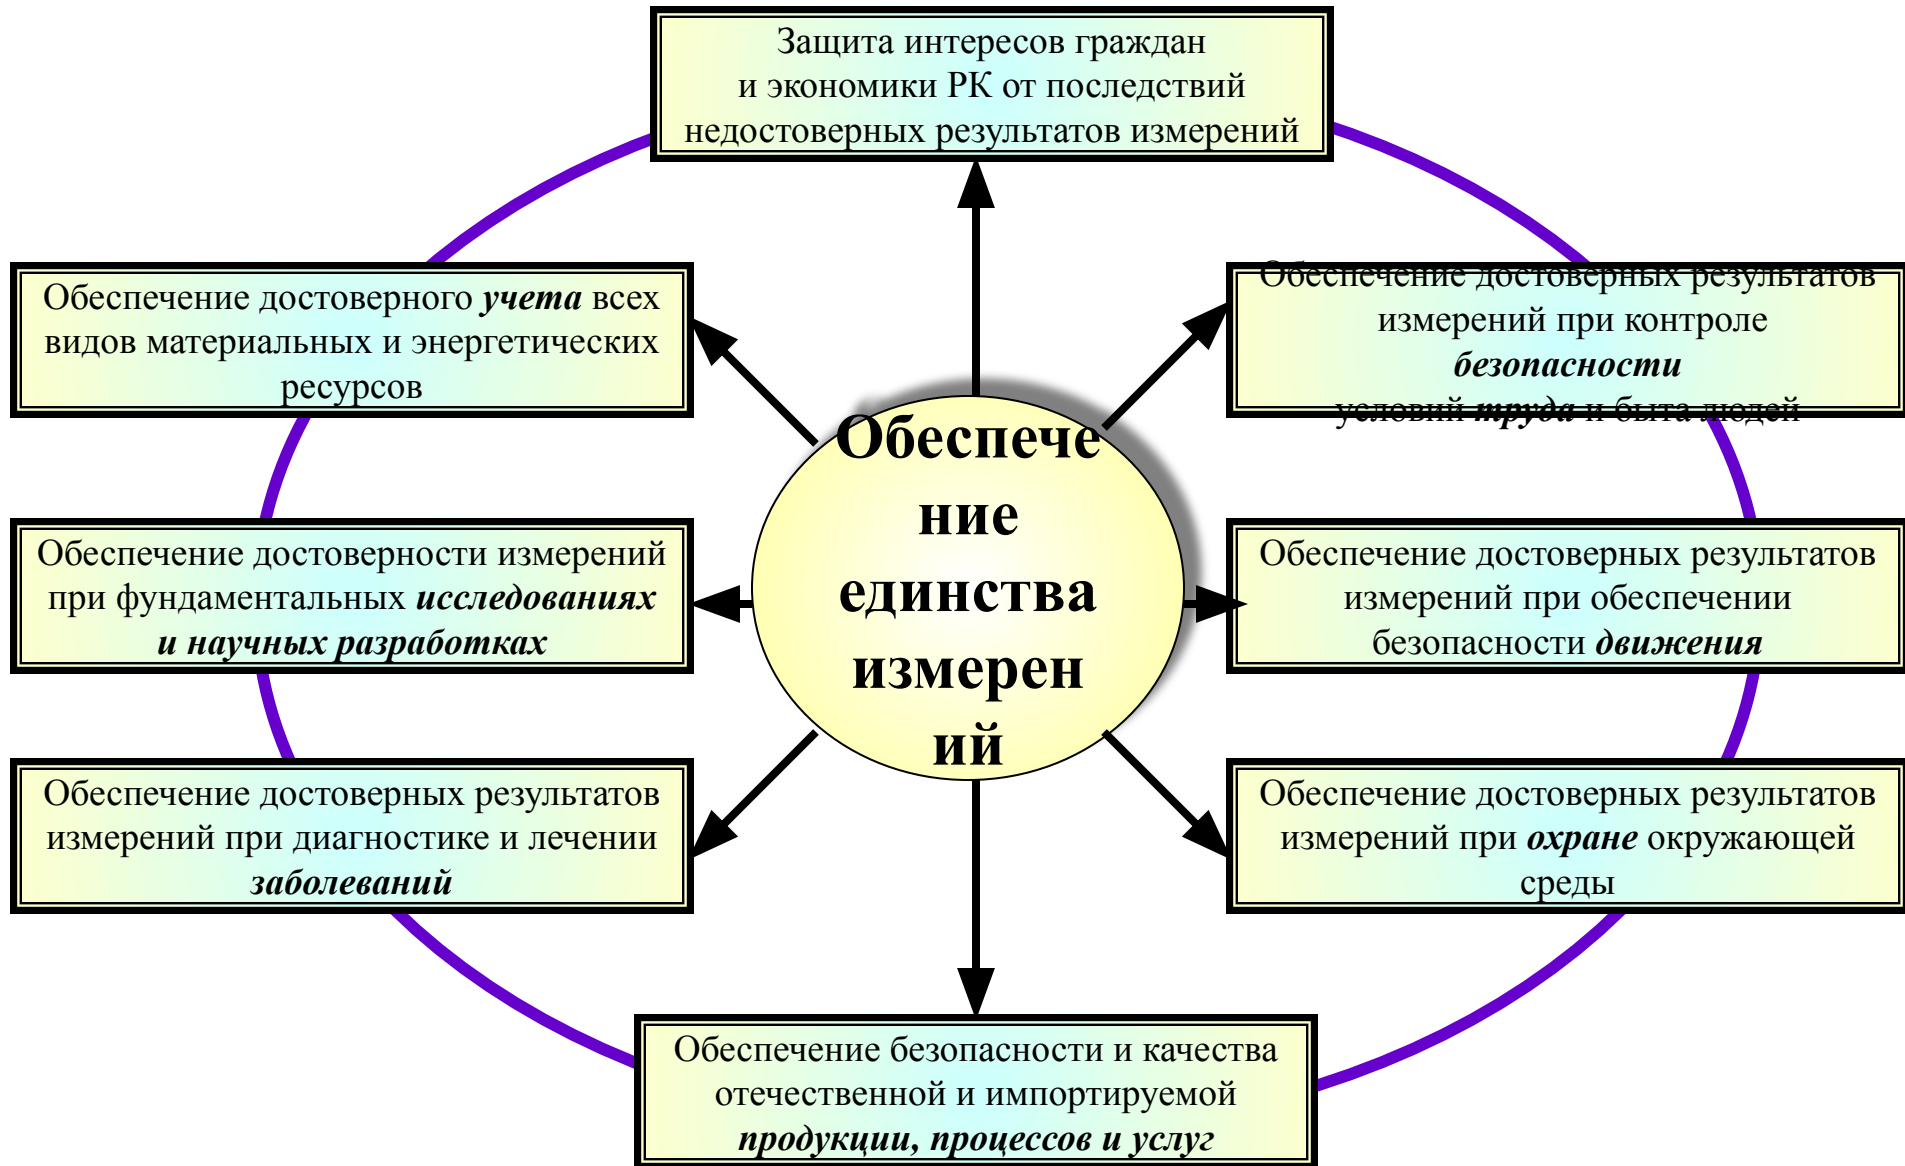 Защита интересов граждан
и экономики РК от последствий
недостоверных результатов измерений
Обеспечение достоверного учета всех
видов материальных и энергетических
ресурсов
Обеспечение достоверных результатов
измерений при контроле
безопасности
условий труда и быта людей
Обеспече
ние
единства
измерен
ий
Обеспечение достоверности измерений
при фундаментальных исследованиях
и научных разработках
Обеспечение достоверных результатов
измерений при обеспечении
безопасности движения
Обеспечение достоверных результатов
измерений при диагностике и лечении
заболеваний
Обеспечение достоверных результатов
измерений при охране окружающей
среды
Обеспечение безопасности и качества
отечественной и импортируемой
продукции, процессов и услуг